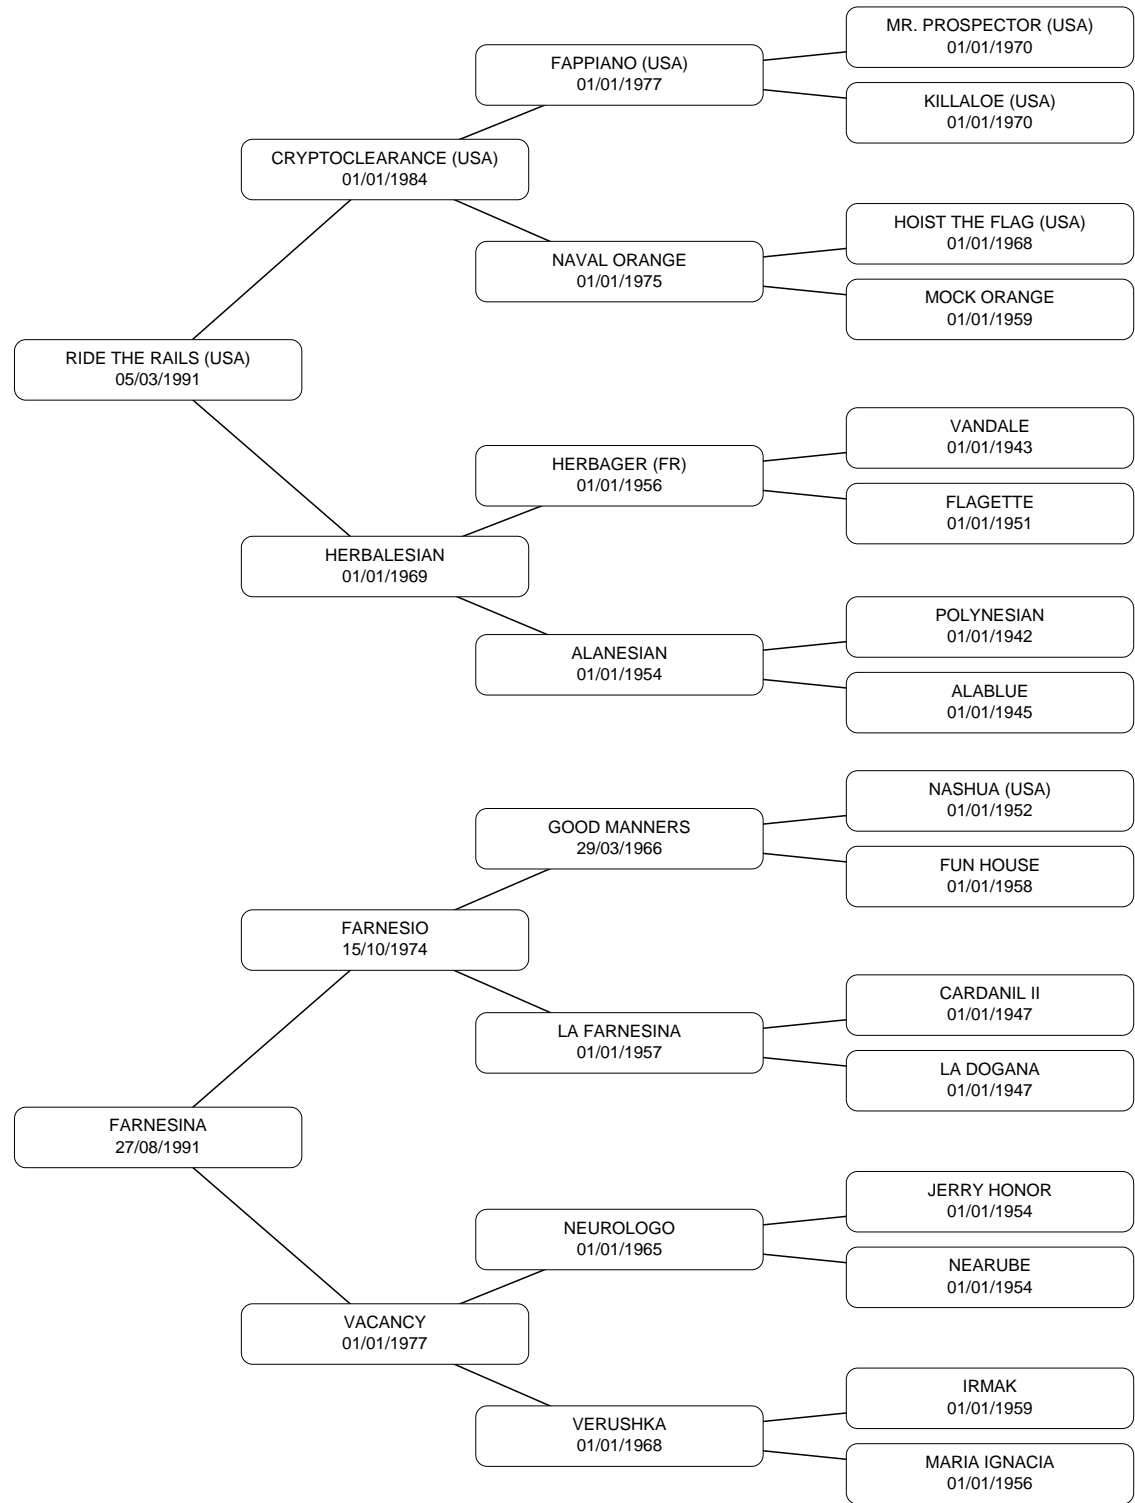 MR. PROSPECTOR (USA)
01/01/1970
FAPPIANO (USA)
01/01/1977
KILLALOE (USA)
01/01/1970
CRYPTOCLEARANCE (USA)
01/01/1984
HOIST THE FLAG (USA)
01/01/1968
NAVAL ORANGE
01/01/1975
MOCK ORANGE
01/01/1959
RIDE THE RAILS (USA)
05/03/1991
VANDALE
01/01/1943
HERBAGER (FR)
01/01/1956
FLAGETTE
01/01/1951
HERBALESIAN
01/01/1969
POLYNESIAN
01/01/1942
ALANESIAN
01/01/1954
ALABLUE
01/01/1945
NASHUA (USA)
01/01/1952
GOOD MANNERS
29/03/1966
FUN HOUSE
01/01/1958
FARNESIO
15/10/1974
CARDANIL II
01/01/1947
LA FARNESINA
01/01/1957
LA DOGANA
01/01/1947
FARNESINA
27/08/1991
JERRY HONOR
01/01/1954
NEUROLOGO
01/01/1965
NEARUBE
01/01/1954
VACANCY
01/01/1977
IRMAK
01/01/1959
VERUSHKA
01/01/1968
MARIA IGNACIA
01/01/1956